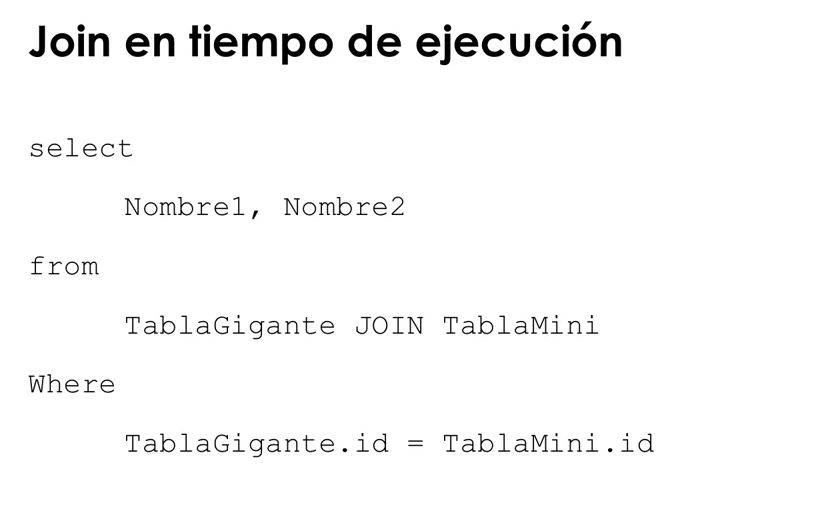 Join en tiempo de ejecución
select
Nombre1, Nombre2
from
TablaGigante JOIN TablaMini
Where
TablaGigante.id = TablaMini.id